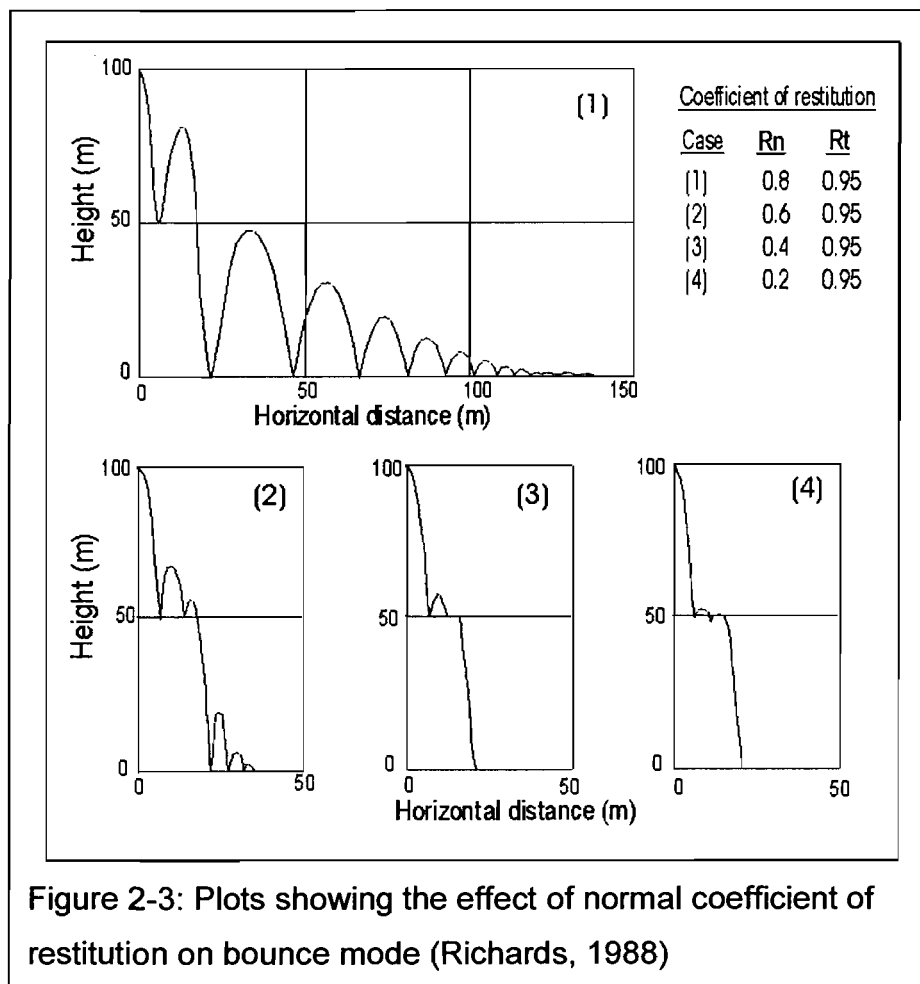 100
(1)
Height (m)
50
0
0 50 100 150
Horizontal distance (m)
Coefficient of restitution
Case Rn Rt
(1) 0.8 0.95
(2) 0.6 0.95
(3) 0.4 0.95
(4) 0.2 0.95
100
(2)
Height (m)
50
0
0 50
100
(3)
50
0
0 50
100
(4)
50
0
0 50
Horizontal distance (m)
Figure 2-3: Plots showing the effect of normal coefficient of
restitution on bounce mode (Richards, 1988)